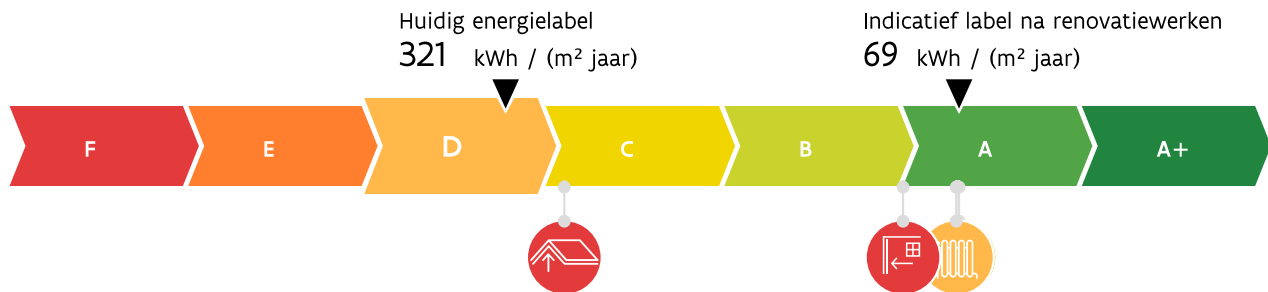 Huidig energielabel
321 kWh / (m² jaar)
Indicatief label na renovatiewerken
69 kWh / (m² jaar)
F E D C B A A+